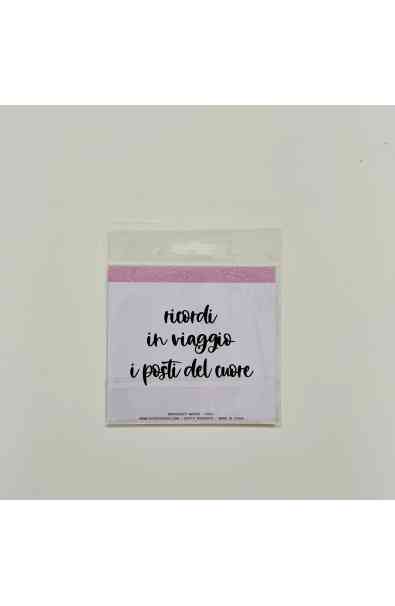 ricordi
in viaggio
i posti del cuore